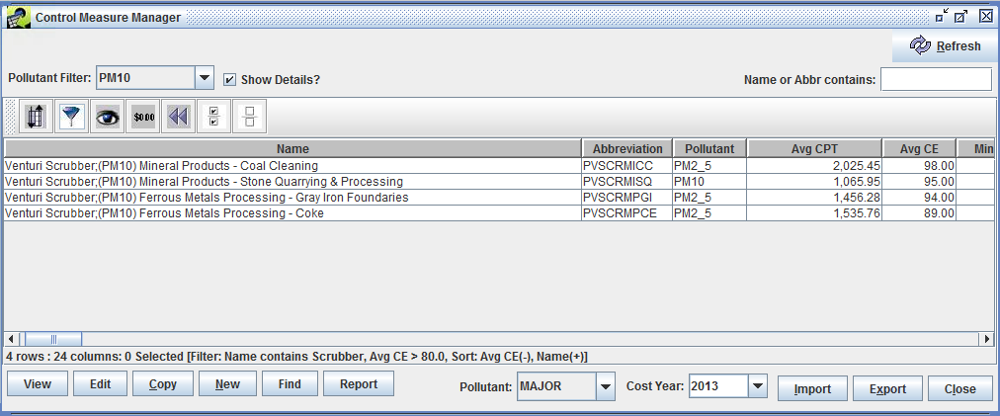 Control Measure Manager
Refresh
Pollutant Filter: PM10 Show Details? Name or Abbr contains:
$0.00
Name Abbreviation Pollutant Avg CPT Avg CE Min
Venturi Scrubber;(PM10) Mineral Products - Coal Cleaning PVSCRMICC PM2_5 2,025.45 98.00
Venturi Scrubber;(PM10) Mineral Products - Stone Quarrying & Processing PVSCRMISQ PM10 1,065.95 95.00
Venturi Scrubber;(PM10) Ferrous Metals Processing - Gray Iron Foundaries PVSCRMPGI PM2_5 1,456.28 94.00
Venturi Scrubber;(PM10) Ferrous Metals Processing - Coke PVSCRMPCE PM2_5 1,535.76 89.00
4 rows : 24 columns: 0 Selected [Filter: Name contains Scrubber, Avg CE > 80.0, Sort: Avg CE(-), Name(+)]
View Edit Copy New Find Report Pollutant: MAJOR Cost Year: 2013 Import Export Close